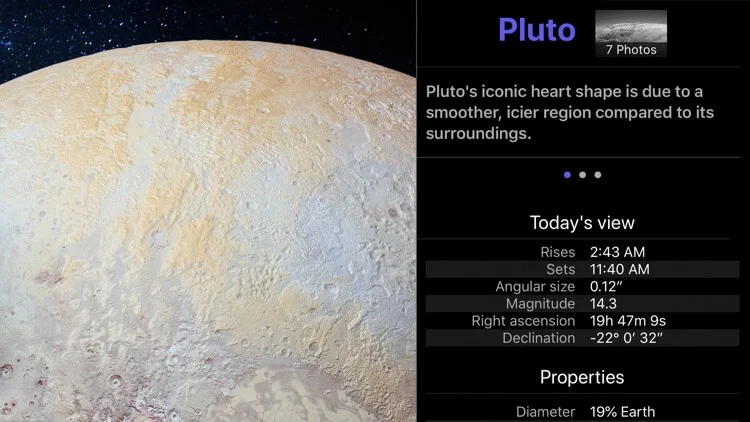 Pluto
7 Photos
Pluto's iconic heart shape is due to a
smoother, icier region compared to its
surroundings.
Today's view
Rises 2:43 AM
Sets 11:40 AM
Angular size 0.12″
Magnitude 14.3
Right ascension 19h 47m 9s
Declination -22° 0′ 32″
Properties
Diameter 19% Earth